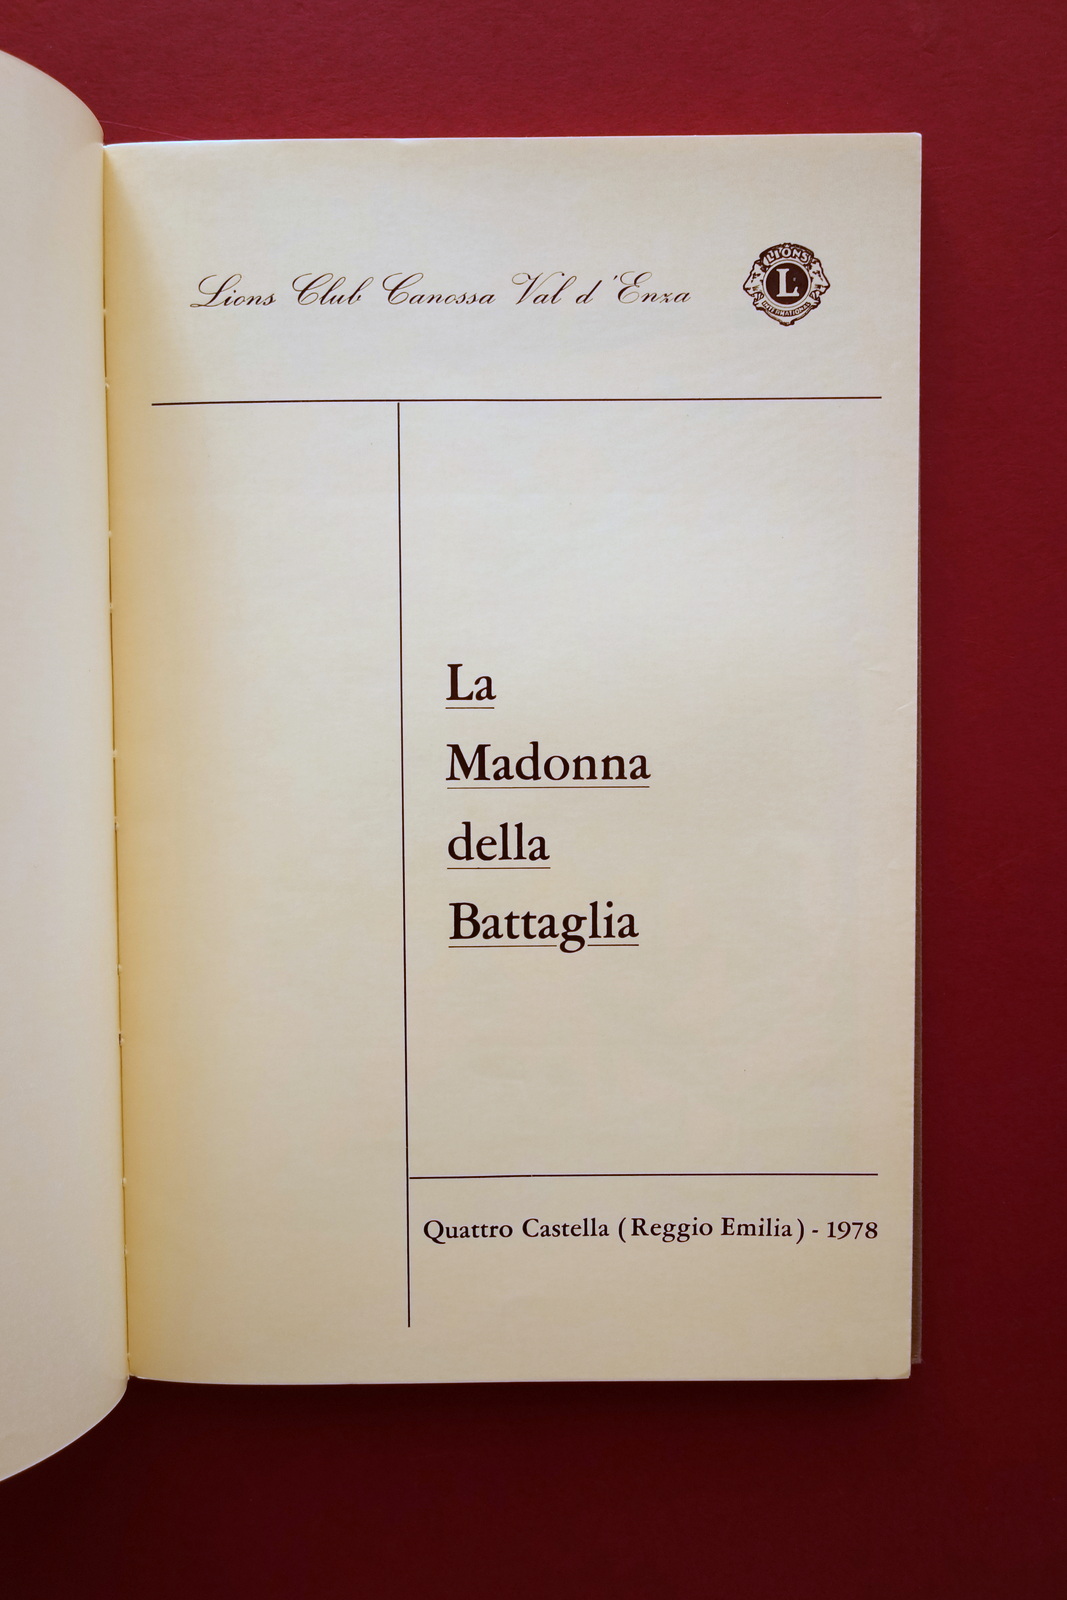 Lions Club Canossa Val d'Enza
LIONS
L
INTERNATIONAL
La
Madonna
della
Battaglia
Quattro Castella (Reggio Emilia) - 1978